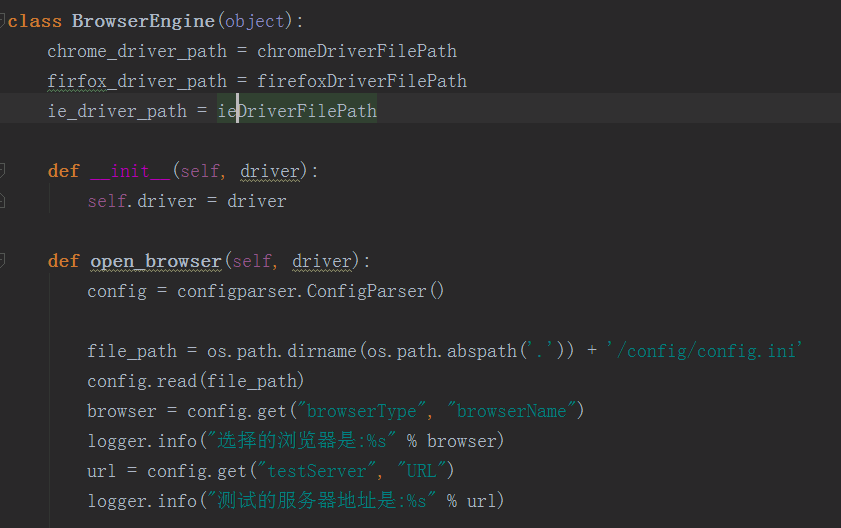 class BrowserEngine(object):
chrome_driver_path = chromeDriverFilePath
firfox_driver_path = firefoxDriverFilePath
ie_driver_path = ieDriverFilePath
def __init__(self, driver):
self.driver = driver
def open_browser(self, driver):
config = configparser.ConfigParser()
file_path = os.path.dirname(os.path.abspath('.')) + '/config/config.ini'
config.read(file_path)
browser = config.get("browserType", "browserName")
logger.info("选择的浏览器是:%s" % browser)
url = config.get("testServer", "URL")
logger.info("测试的服务器地址是:%s" % url)